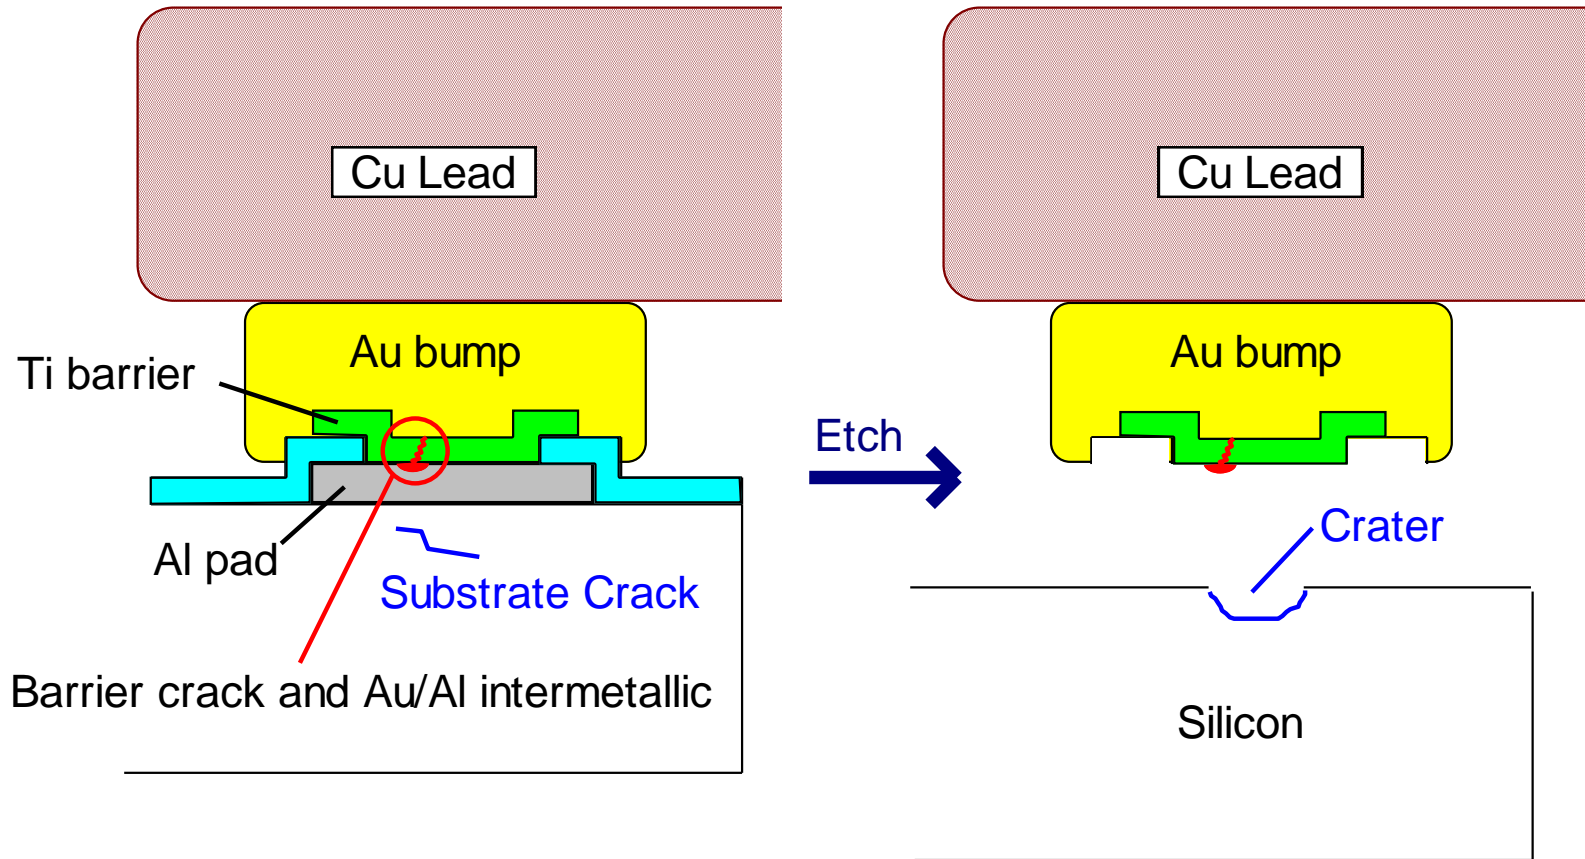 Cu Lead
Au bump
Ti barrier
Al pad
Substrate Crack
Barrier crack and Au/Al intermetallic
Etch
Cu Lead
Au bump
Crater
Silicon